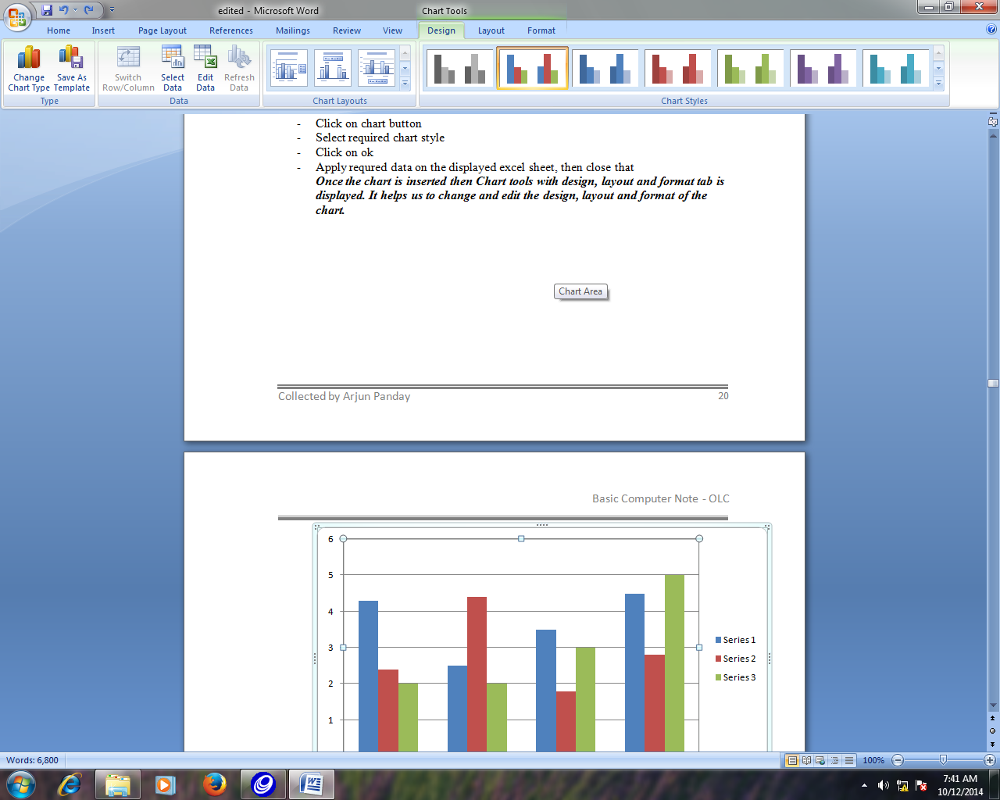 edited - Microsoft Word
Chart Tools
Home Insert Page Layout References Mailings Review View Design Layout Format
Change Chart Type
Save As Template
Switch Row/Column
Select Data
Edit Data
Refresh Data
Type
Data
Chart Layouts
Chart Styles
- Click on chart button
- Select required chart style
- Click on ok
- Apply requred data on the displayed excel sheet, then close that
Once the chart is inserted then Chart tools with design, layout and format tab is
displayed. It helps us to change and edit the design, layout and format of the
chart.
Chart Area
Collected by Arjun Panday 20
Basic Computer Note - OLC
6
5
4
3
2
1
Series 1
Series 2
Series 3
Words: 6,800
100%
7:41 AM
10/12/2014